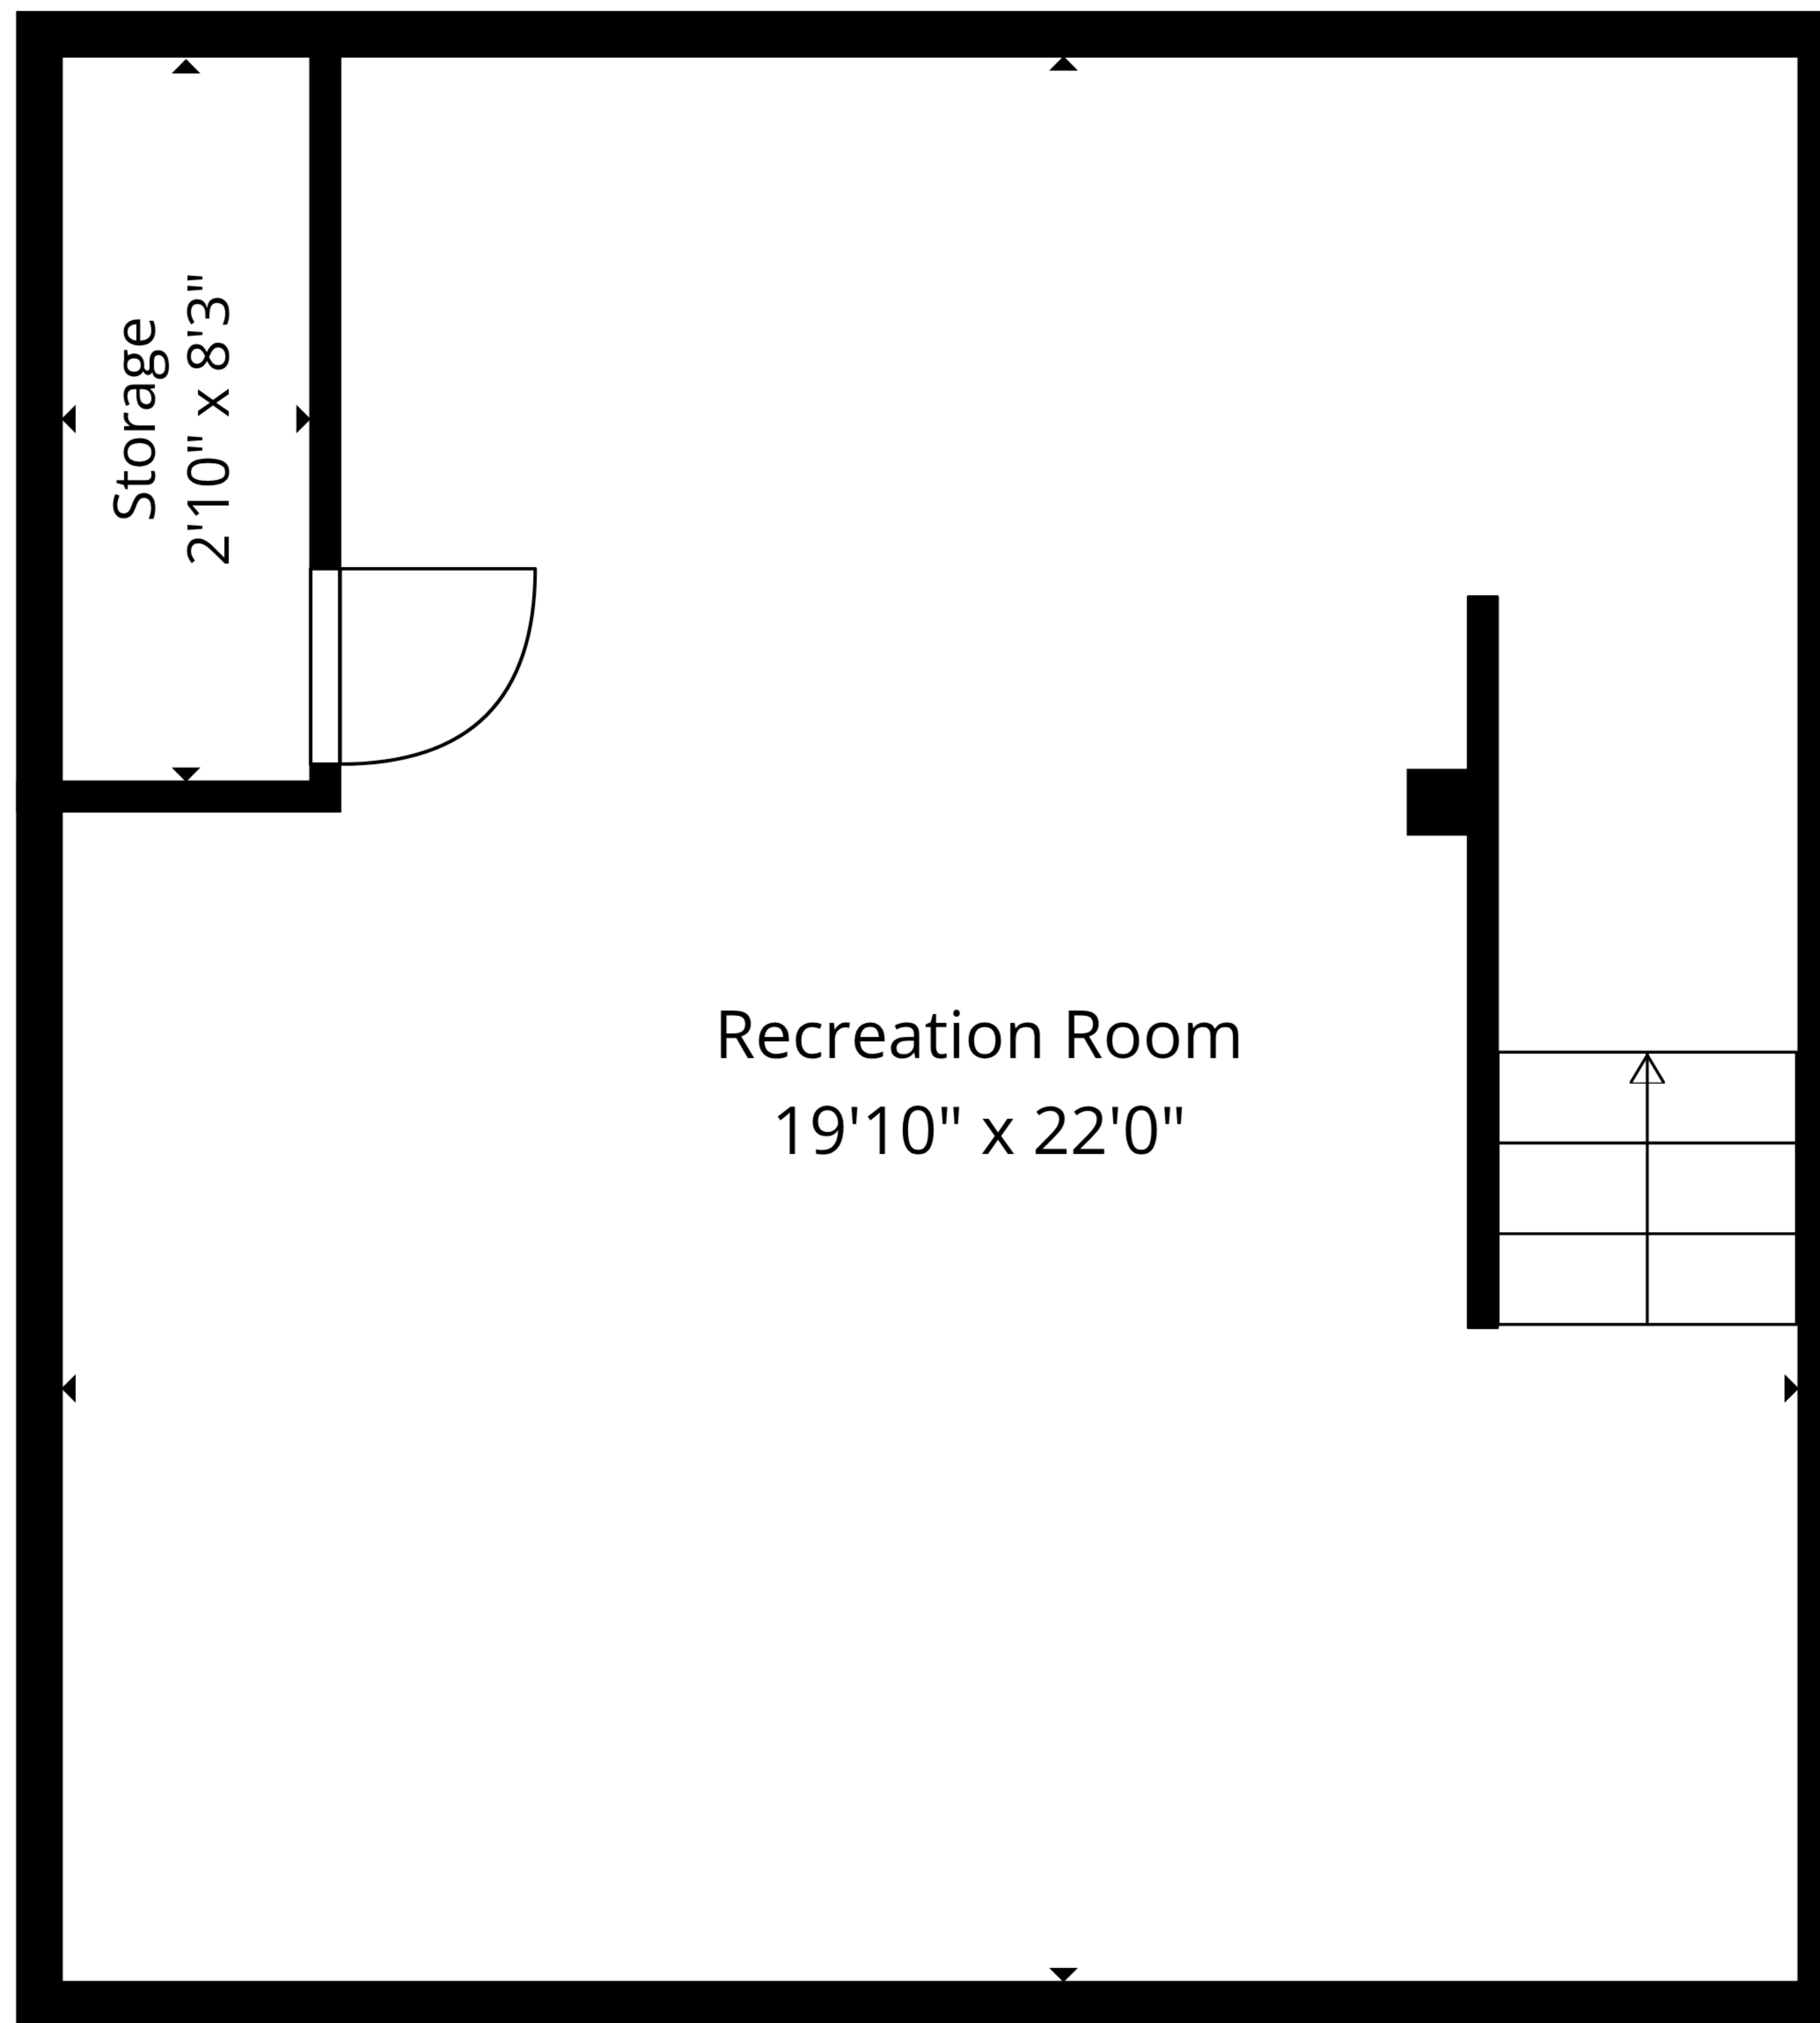 Storage
2'10" x 8'3"
Recreation Room
19'10" x 22'0"